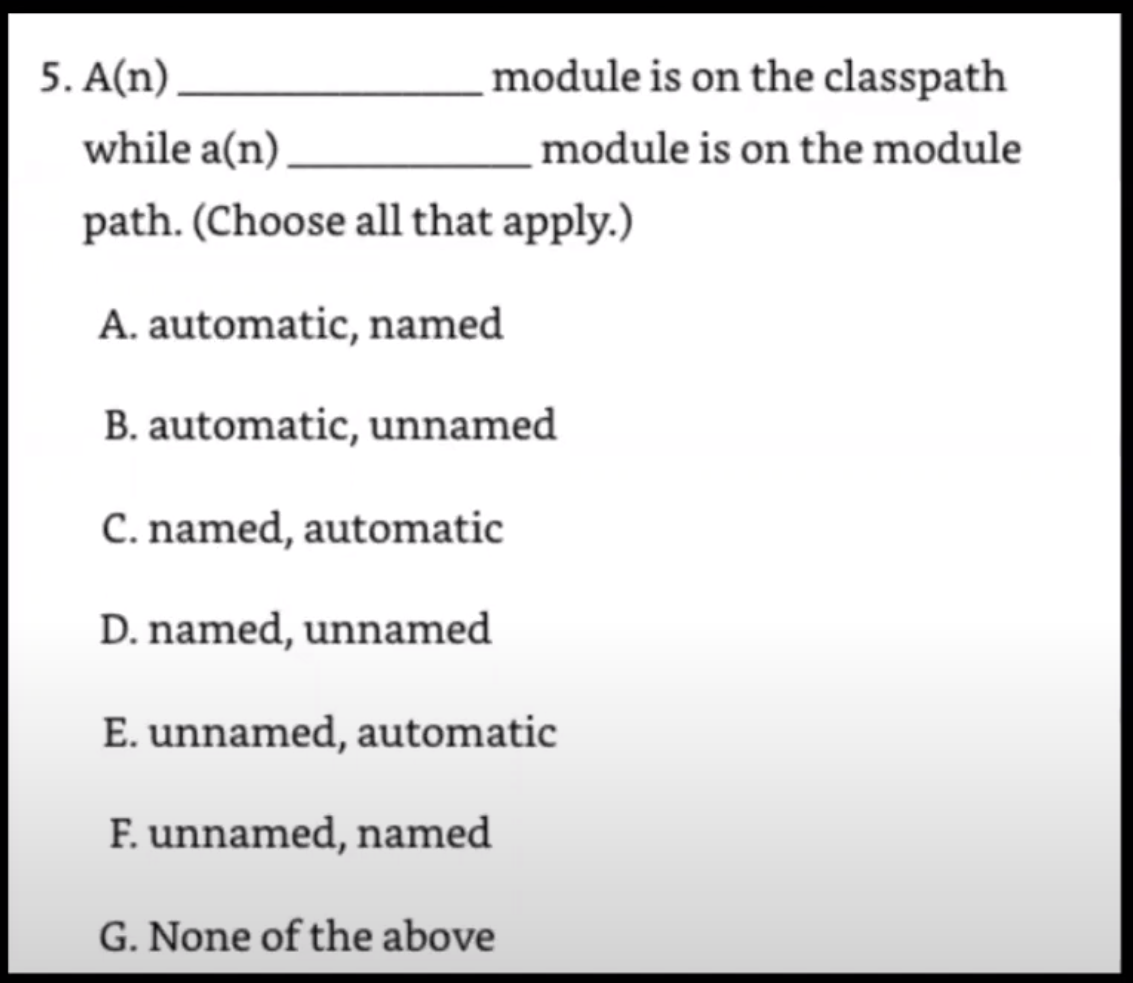 5. A(n) ______________ module is on the classpath
while a(n) ___________ module is on the module
path. (Choose all that apply.)
A. automatic, named
B. automatic, unnamed
C. named, automatic
D. named, unnamed
E. unnamed, automatic
F. unnamed, named
G. None of the above